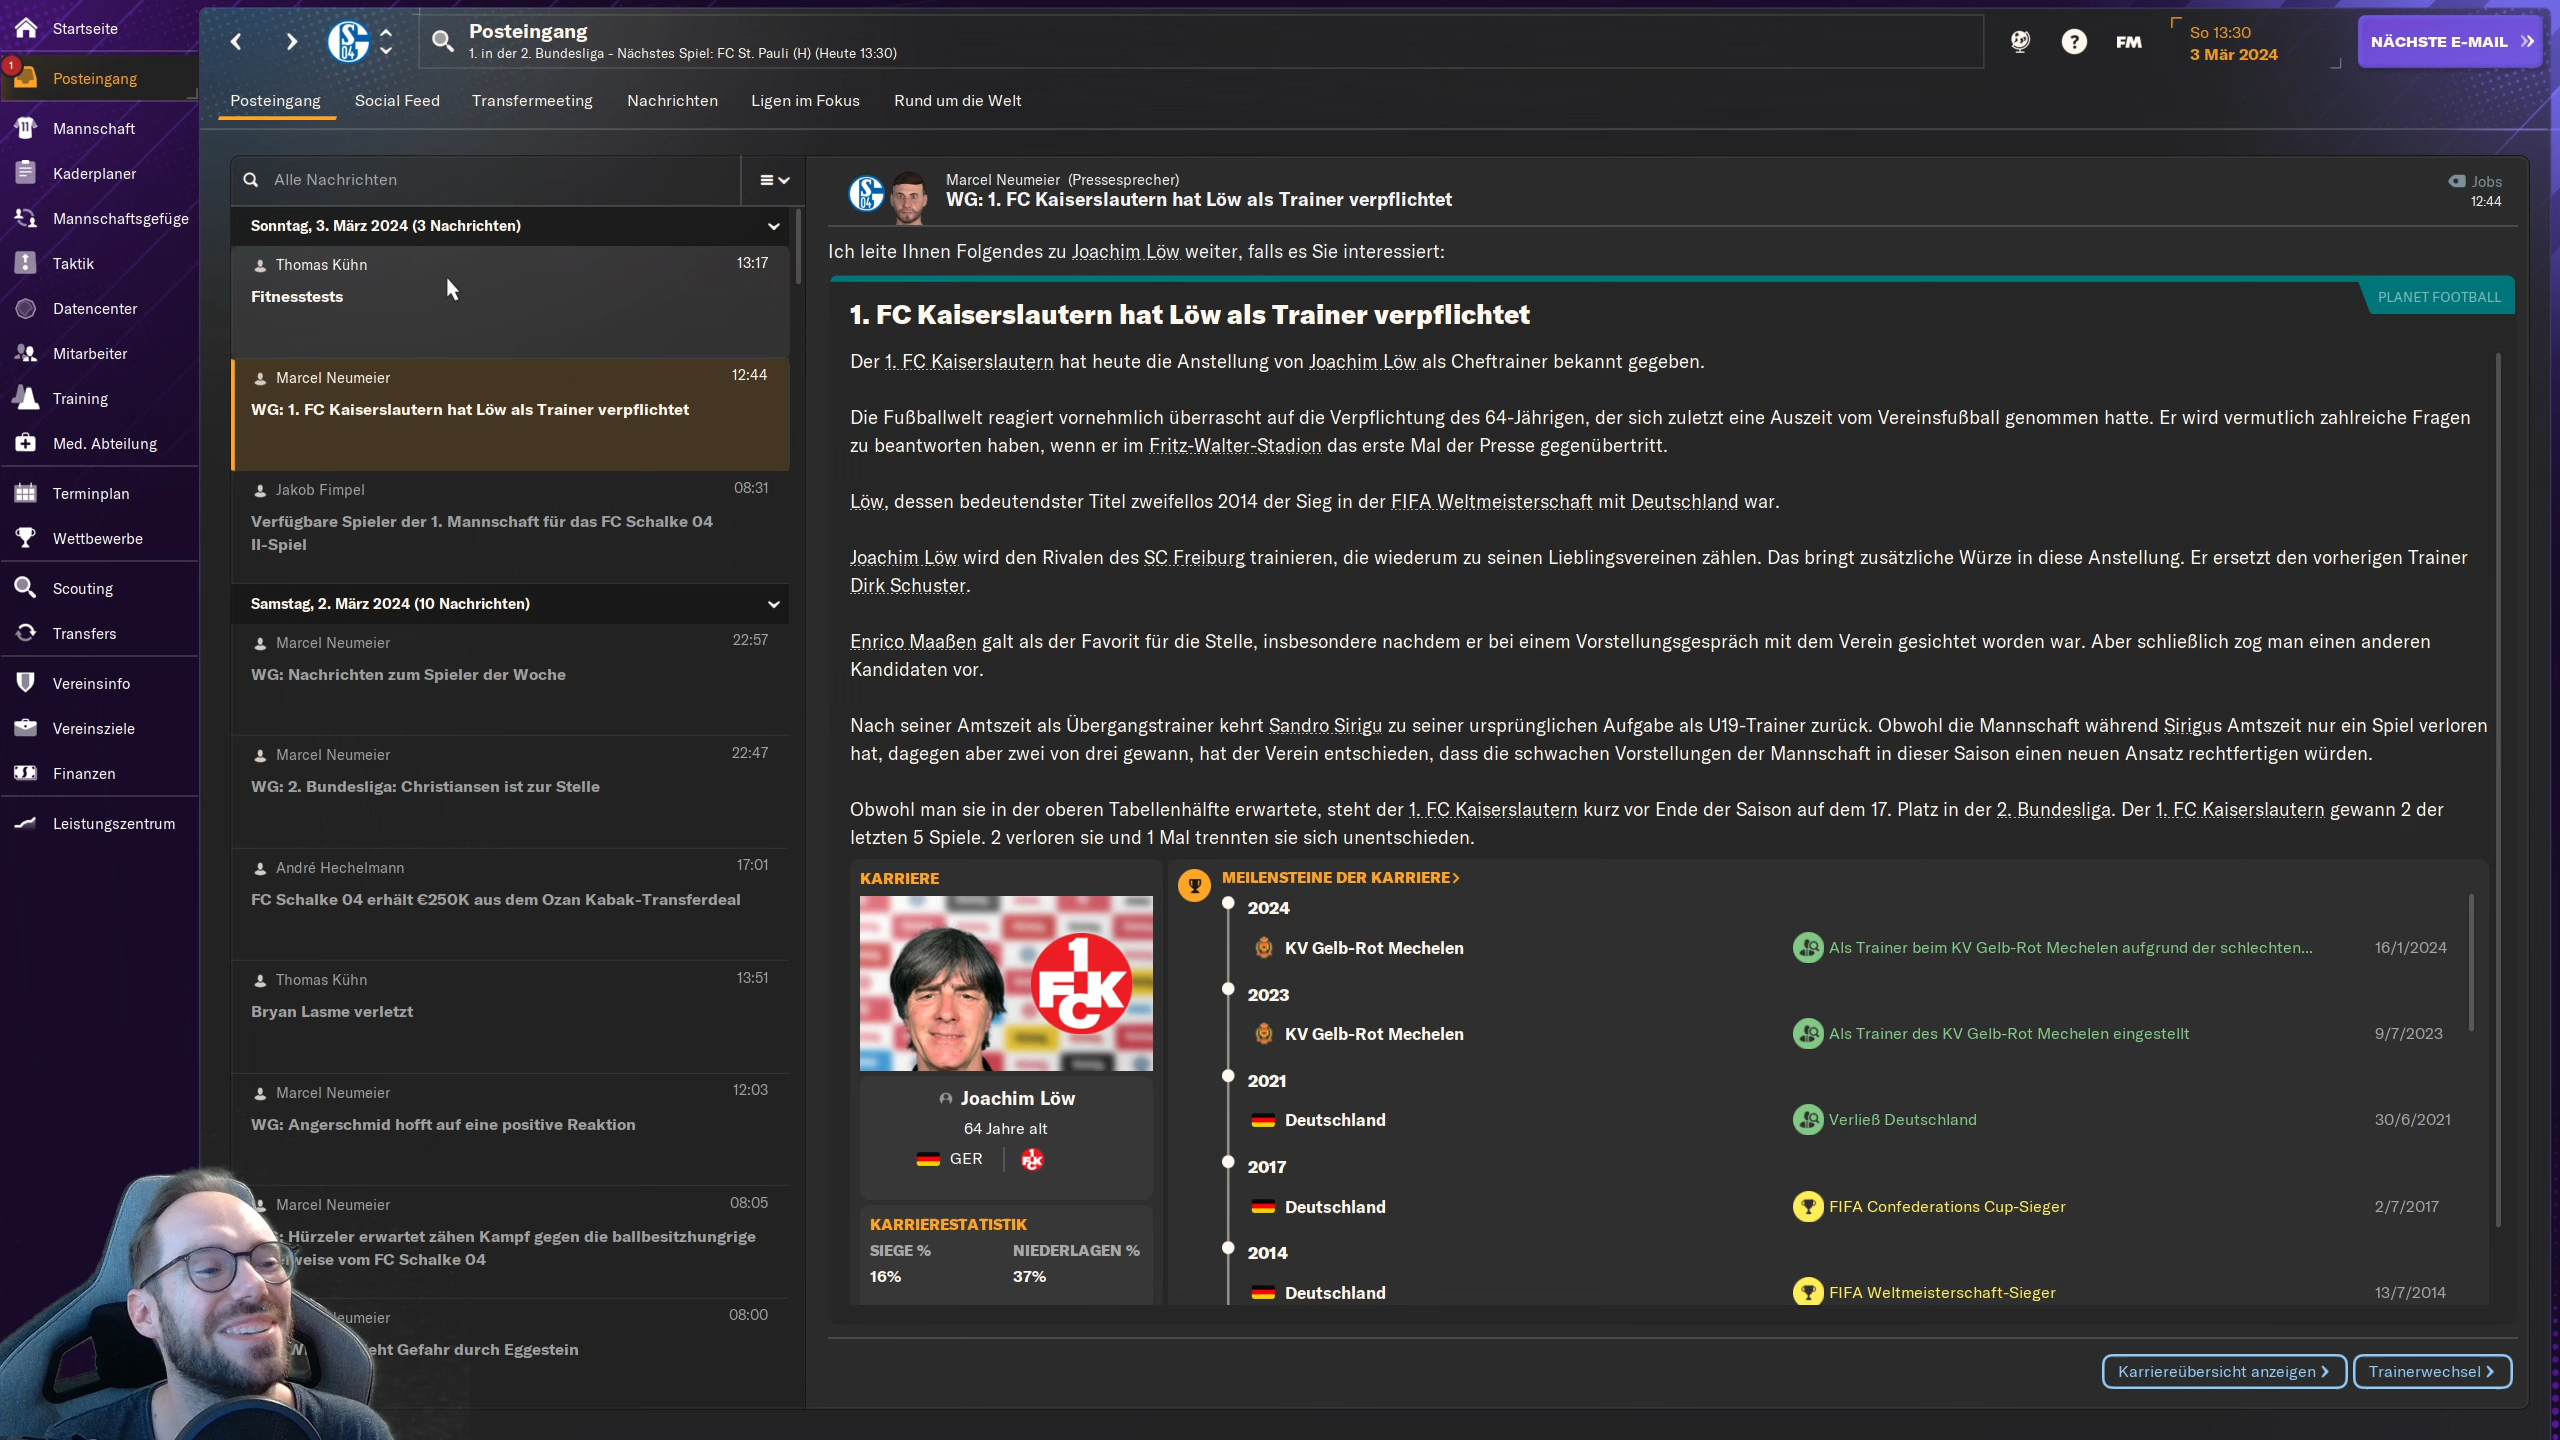 Startseite
1
Posteingang
Mannschaft
Kaderplaner
Mannschaftsgefüge
Taktik
Datencenter
Mitarbeiter
Training
Med. Abteilung
Terminplan
Wettbewerbe
Scouting
Transfers
Vereinsinfo
Vereinsziele
Finanzen
Leistungszentrum
Posteingang
1. in der 2. Bundesliga - Nächstes Spiel: FC St. Pauli (H) (Heute 13:30)
FM
So 13:30
3 Mär 2024
NÄCHSTE E-MAIL
Posteingang Social Feed Transfermeeting Nachrichten Ligen im Fokus Rund um die Welt
Alle Nachrichten
Sonntag, 3. März 2024 (3 Nachrichten)
Thomas Kühn 13:17
Fitnesstests
Marcel Neumeier 12:44
WG: 1. FC Kaiserslautern hat Löw als Trainer verpflichtet
Jakob Fimpel 08:31
Verfügbare Spieler der 1. Mannschaft für das FC Schalke 04
II-Spiel
Samstag, 2. März 2024 (10 Nachrichten)
Marcel Neumeier 22:57
WG: Nachrichten zum Spieler der Woche
Marcel Neumeier 22:47
WG: 2. Bundesliga: Christiansen ist zur Stelle
André Hechelmann 17:01
FC Schalke 04 erhält €250K aus dem Ozan Kabak-Transferdeal
Thomas Kühn 13:51
Bryan Lasme verletzt
Marcel Neumeier 12:03
WG: Angerschmid hofft auf eine positive Reaktion
Marcel Neumeier 08:05
: Hürzeler erwartet zähen Kampf gegen die ballbesitzhungrige
weise vom FC Schalke 04
eumeier 08:00
eht Gefahr durch Eggestein
Marcel Neumeier (Pressesprecher)
WG: 1. FC Kaiserslautern hat Löw als Trainer verpflichtet
Jobs
12:44
Ich leite Ihnen Folgendes zu Joachim Löw weiter, falls es Sie interessiert:
PLANET FOOTBALL
1. FC Kaiserslautern hat Löw als Trainer verpflichtet
Der 1. FC Kaiserslautern hat heute die Anstellung von Joachim Löw als Cheftrainer bekannt gegeben.
Die Fußballwelt reagiert vornehmlich überrascht auf die Verpflichtung des 64-Jährigen, der sich zuletzt eine Auszeit vom Vereinsfußball genommen hatte. Er wird vermutlich zahlreiche Fragen
zu beantworten haben, wenn er im Fritz-Walter-Stadion das erste Mal der Presse gegenübertritt.
Löw, dessen bedeutendster Titel zweifellos 2014 der Sieg in der FIFA Weltmeisterschaft mit Deutschland war.
Joachim Löw wird den Rivalen des SC Freiburg trainieren, die wiederum zu seinen Lieblingsvereinen zählen. Das bringt zusätzliche Würze in diese Anstellung. Er ersetzt den vorherigen Trainer
Dirk Schuster.
Enrico Maaßen galt als der Favorit für die Stelle, insbesondere nachdem er bei einem Vorstellungsgespräch mit dem Verein gesichtet worden war. Aber schließlich zog man einen anderen
Kandidaten vor.
Nach seiner Amtszeit als Übergangstrainer kehrt Sandro Sirigu zu seiner ursprünglichen Aufgabe als U19-Trainer zurück. Obwohl die Mannschaft während Sirigus Amtszeit nur ein Spiel verloren
hat, dagegen aber zwei von drei gewann, hat der Verein entschieden, dass die schwachen Vorstellungen der Mannschaft in dieser Saison einen neuen Ansatz rechtfertigen würden.
Obwohl man sie in der oberen Tabellenhälfte erwartete, steht der 1. FC Kaiserslautern kurz vor Ende der Saison auf dem 17. Platz in der 2. Bundesliga. Der 1. FC Kaiserslautern gewann 2 der
letzten 5 Spiele. 2 verloren sie und 1 Mal trennten sie sich unentschieden.
KARRIERE
1 FCK
Joachim Löw
64 Jahre alt
GER
KARRIERESTATISTIK
SIEGE % NIEDERLAGEN %
16% 37%
MEILENSTEINE DER KARRIERE
2024
KV Gelb-Rot Mechelen Als Trainer beim KV Gelb-Rot Mechelen aufgrund der schlechten... 16/1/2024
2023
KV Gelb-Rot Mechelen Als Trainer des KV Gelb-Rot Mechelen eingestellt 9/7/2023
2021
Deutschland Verließ Deutschland 30/6/2021
2017
Deutschland FIFA Confederations Cup-Sieger 2/7/2017
2014
Deutschland FIFA Weltmeisterschaft-Sieger 13/7/2014
Karriereübersicht anzeigen
Trainerwechsel